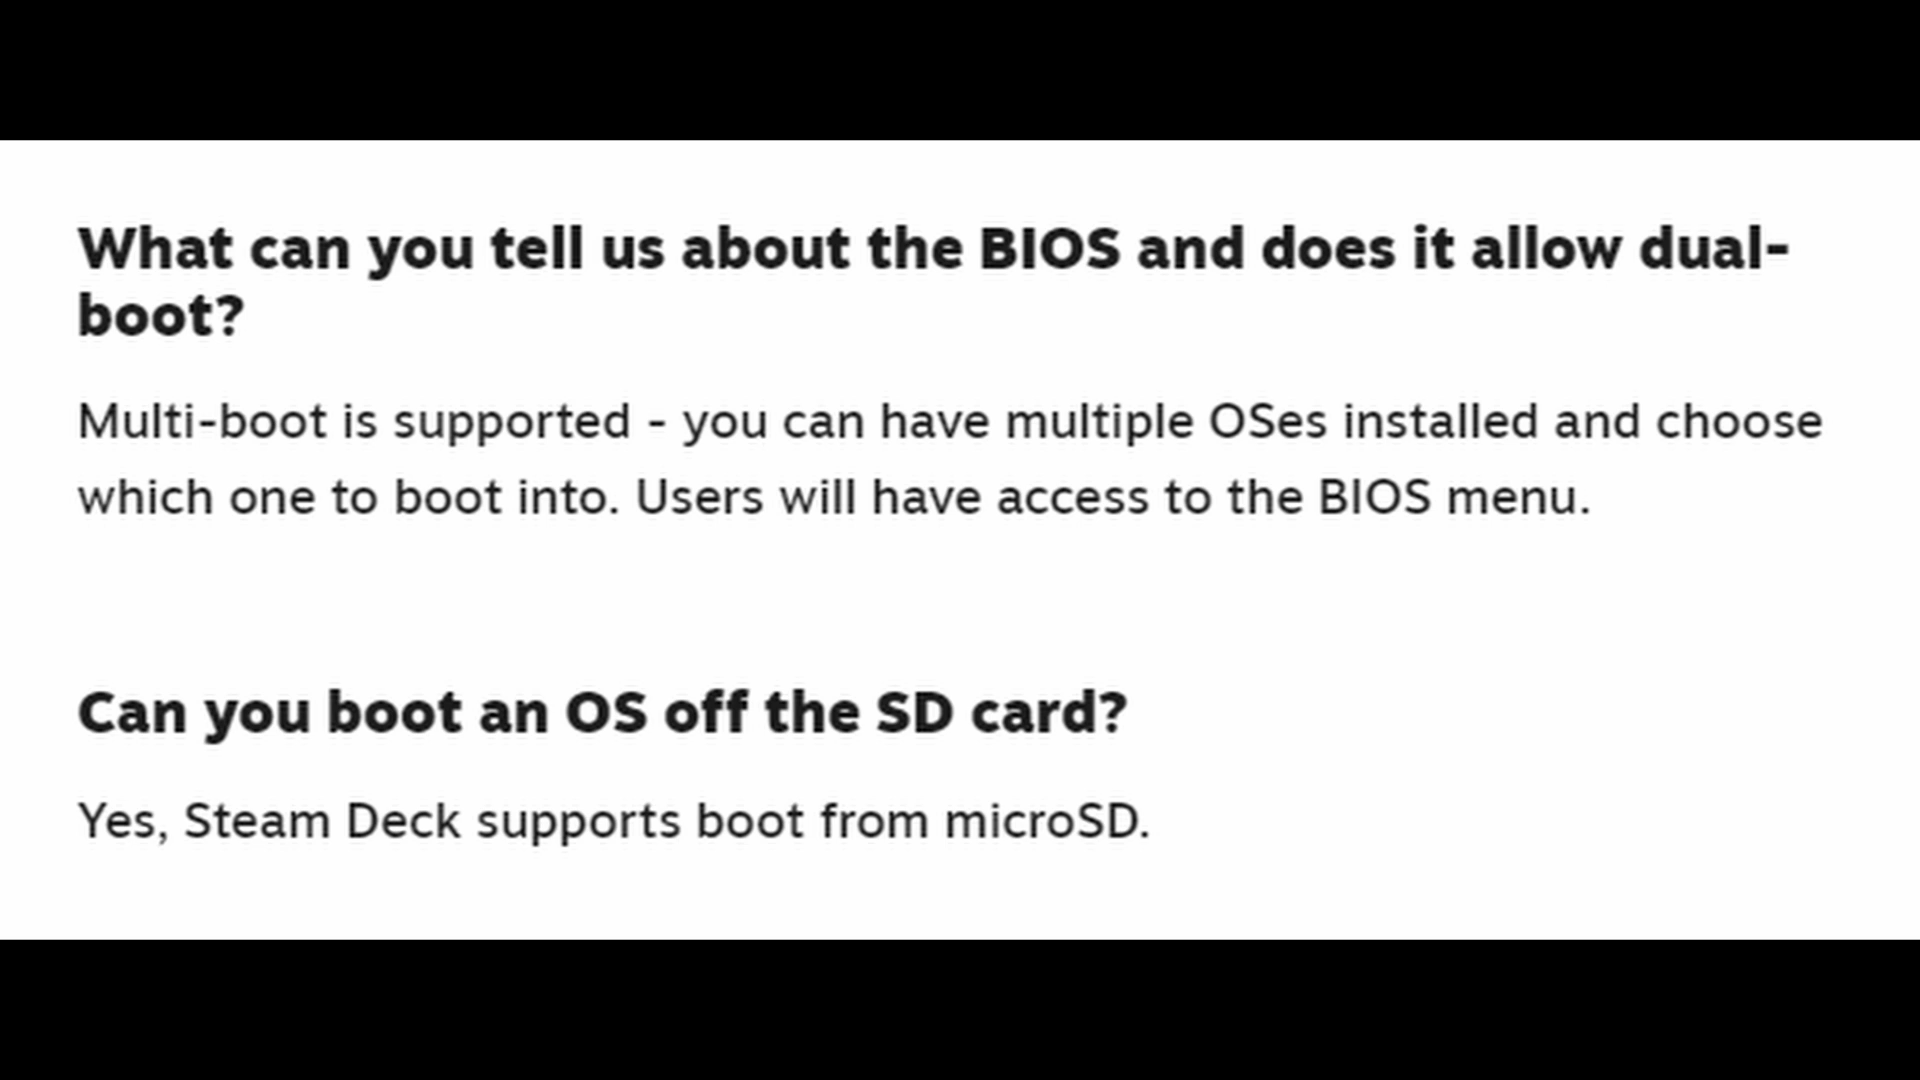 What can you tell us about the BIOS and does it allow dual-
boot?
Multi-boot is supported - you can have multiple OSes installed and choose
which one to boot into. Users will have access to the BIOS menu.
Can you boot an OS off the SD card?
Yes, Steam Deck supports boot from microSD.